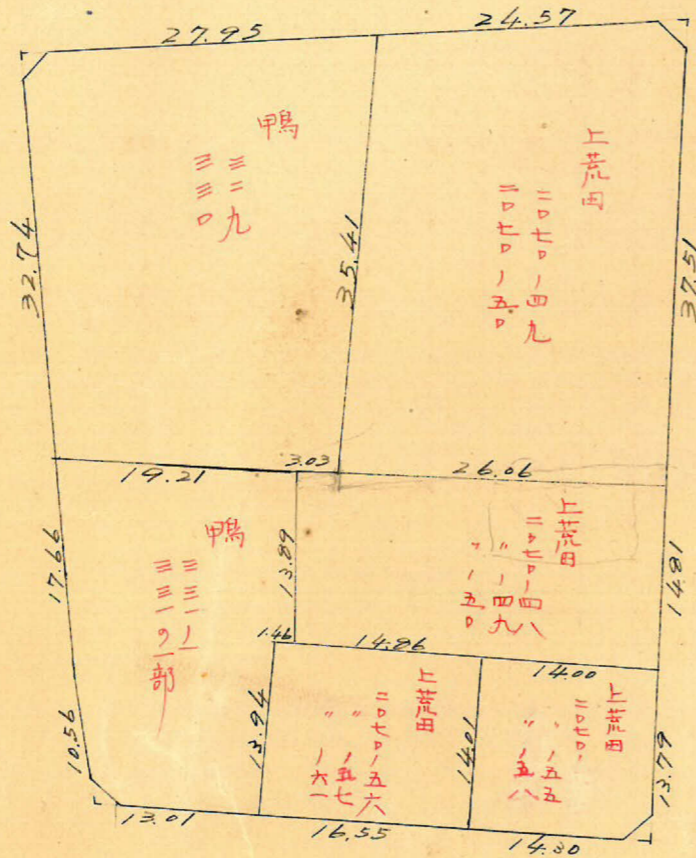 27.95
24.57
32.74
35.41
37.51
鴨
三二九
三三〇
上荒田
二〇七〇ノ四九
二〇七〇ノ五〇
19.21
3.03
26.06
17.66
13.89
14.81
鴨
三三一ノ一
三三一の一部
上荒田
二〇七〇ノ四八
〃ノ四九
〃ノ五〇
1.46
14.86
14.00
10.56
13.94
14.01
13.79
上荒田
二〇七〇ノ五六
〃ノ五七
〃ノ六一
上荒田
二〇七〇ノ五五
〃ノ五八
13.01
16.55
14.30